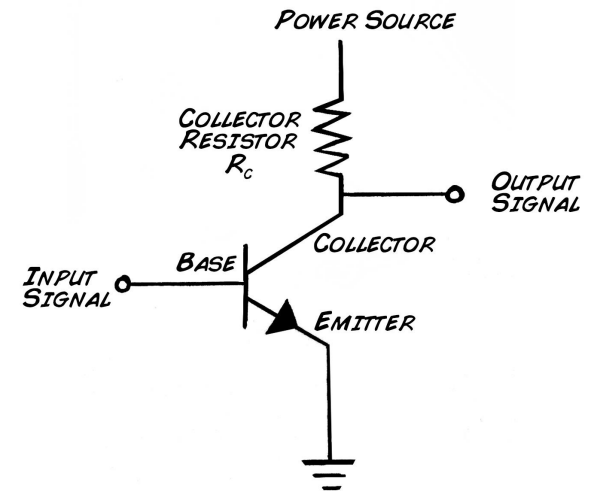 POWER SOURCE
COLLECTOR
RESISTOR
Rc
OUTPUT
SIGNAL
COLLECTOR
BASE
INPUT
SIGNAL
EMITTER